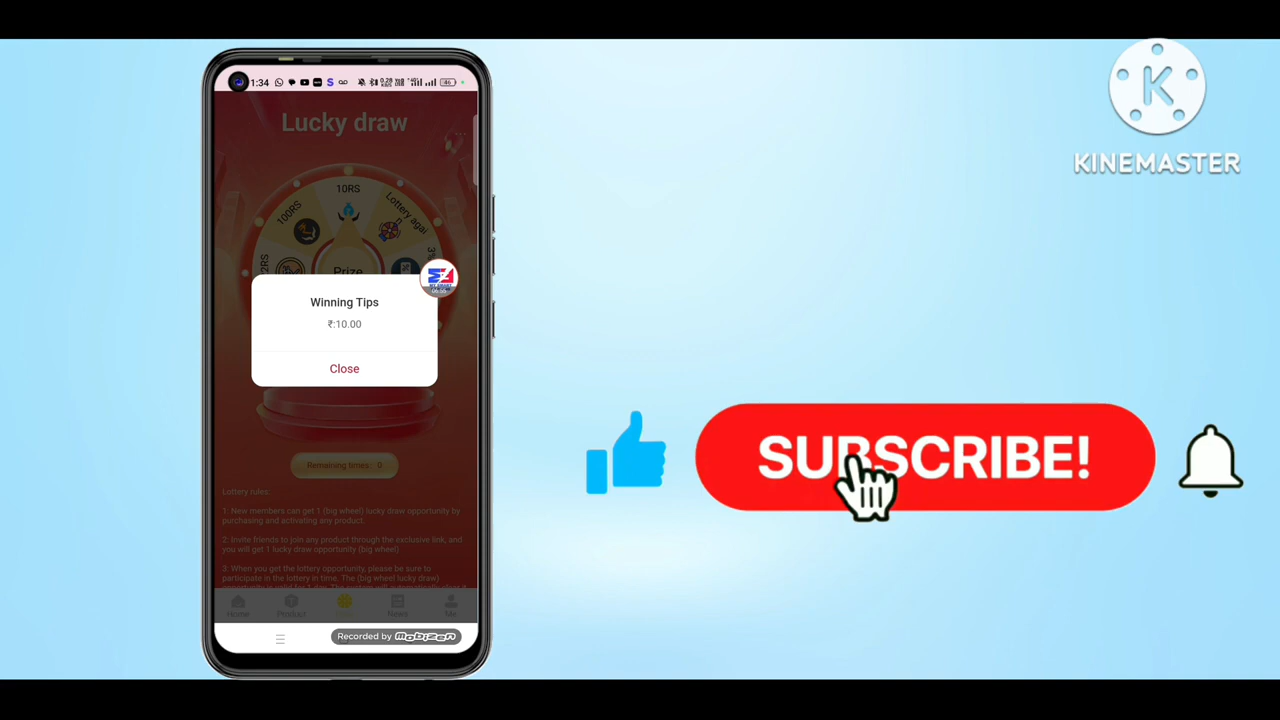 KINEMASTER
1:34
Lucky draw
10RS
100RS
Lottery agai
n
2RS
3%
Prize
Winning Tips
₹:10.00
Close
Remaining times: 0
Lottery rules:
1: New members can get 1 (big wheel) lucky draw opportunity by
purchasing and activating any product.
2: Invite friends to join any product through the exclusive link, and
you will get 1 lucky draw opportunity (big wheel)
3: When you get the lottery opportunity, please be sure to
participate in the lottery in time. The (big wheel lucky draw)
Home
Product
News
Me
Recorded by mobizen
SUBSCRIBE!